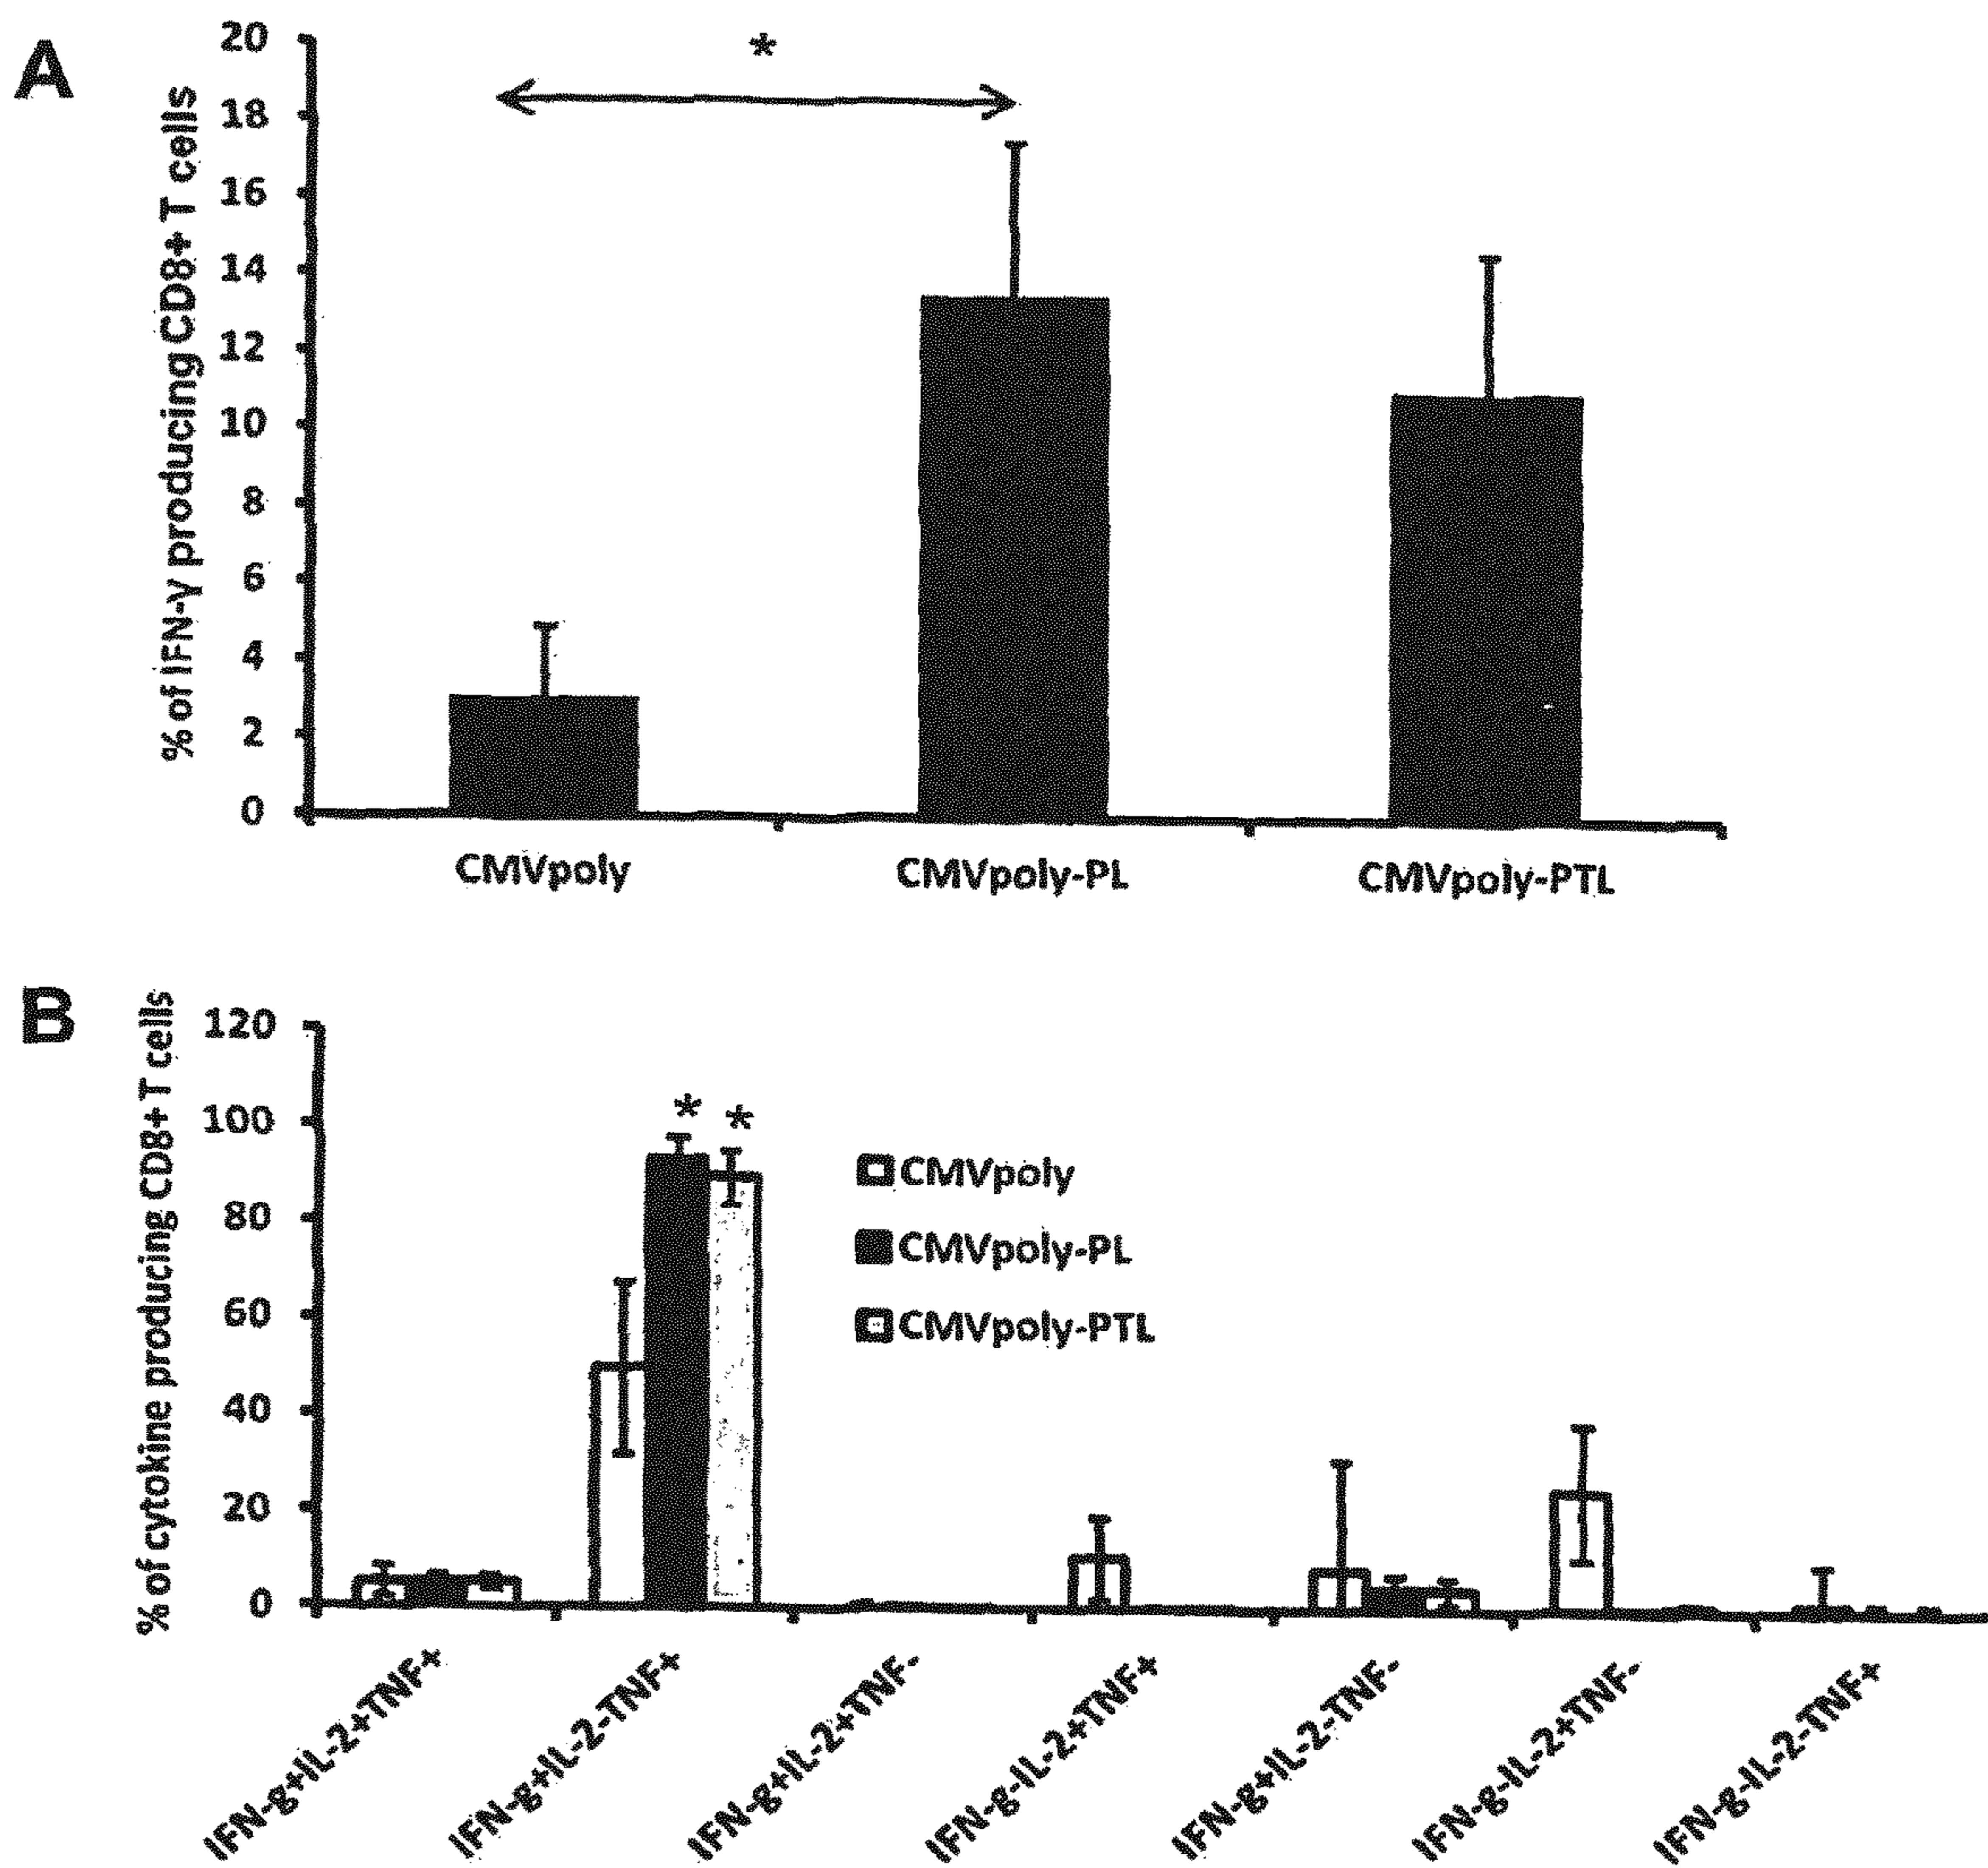 A
% of IFN-γ producing CD8+ T cells
20
18
16
14
12
10
8
6
4
2
0
*
CMVpoly
CMVpoly-PL
CMVpoly-PTL
B
% of cytokine producing CD8+ T cells
120
100
80
60
40
20
0
* *
CMVpoly
CMVpoly-PL
CMVpoly-PTL
IFN-g+IL-2+TNF+
IFN-g+IL-2-TNF+
IFN-g+IL-2+TNF-
IFN-g-IL-2+TNF+
IFN-g+IL-2-TNF-
IFN-g-IL-2+TNF-
IFN-g-IL-2-TNF+